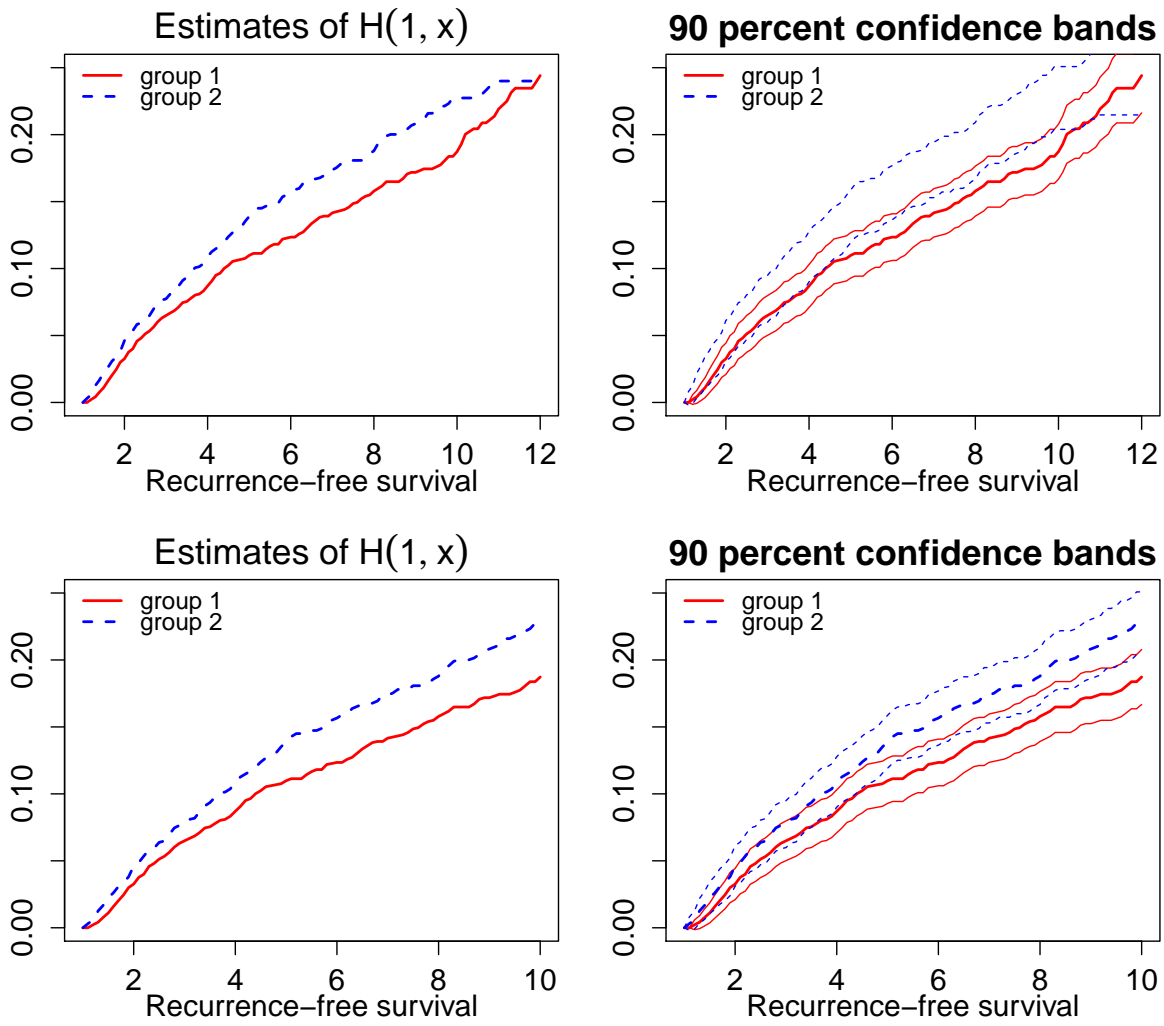 Estimates of H(1, x)
group 1
group 2
0.00
0.10
0.20
2 4 6 8 10 12
Recurrence−free survival
90 percent confidence bands
group 1
group 2
0.00
0.10
0.20
2 4 6 8 10 12
Recurrence−free survival
Estimates of H(1, x)
group 1
group 2
0.00
0.10
0.20
2 4 6 8 10
Recurrence−free survival
90 percent confidence bands
group 1
group 2
0.00
0.10
0.20
2 4 6 8 10
Recurrence−free survival